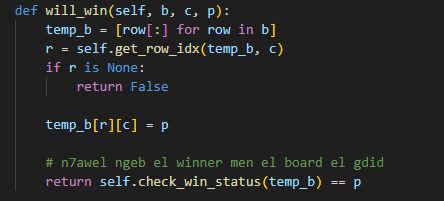 def will_win(self, b, c, p):
    temp_b = [row[:] for row in b]
    r = self.get_row_idx(temp_b, c)
    if r is None:
        return False

    temp_b[r][c] = p

    # n7awel ngeb el winner men el board el gdid
    return self.check_win_status(temp_b) == p